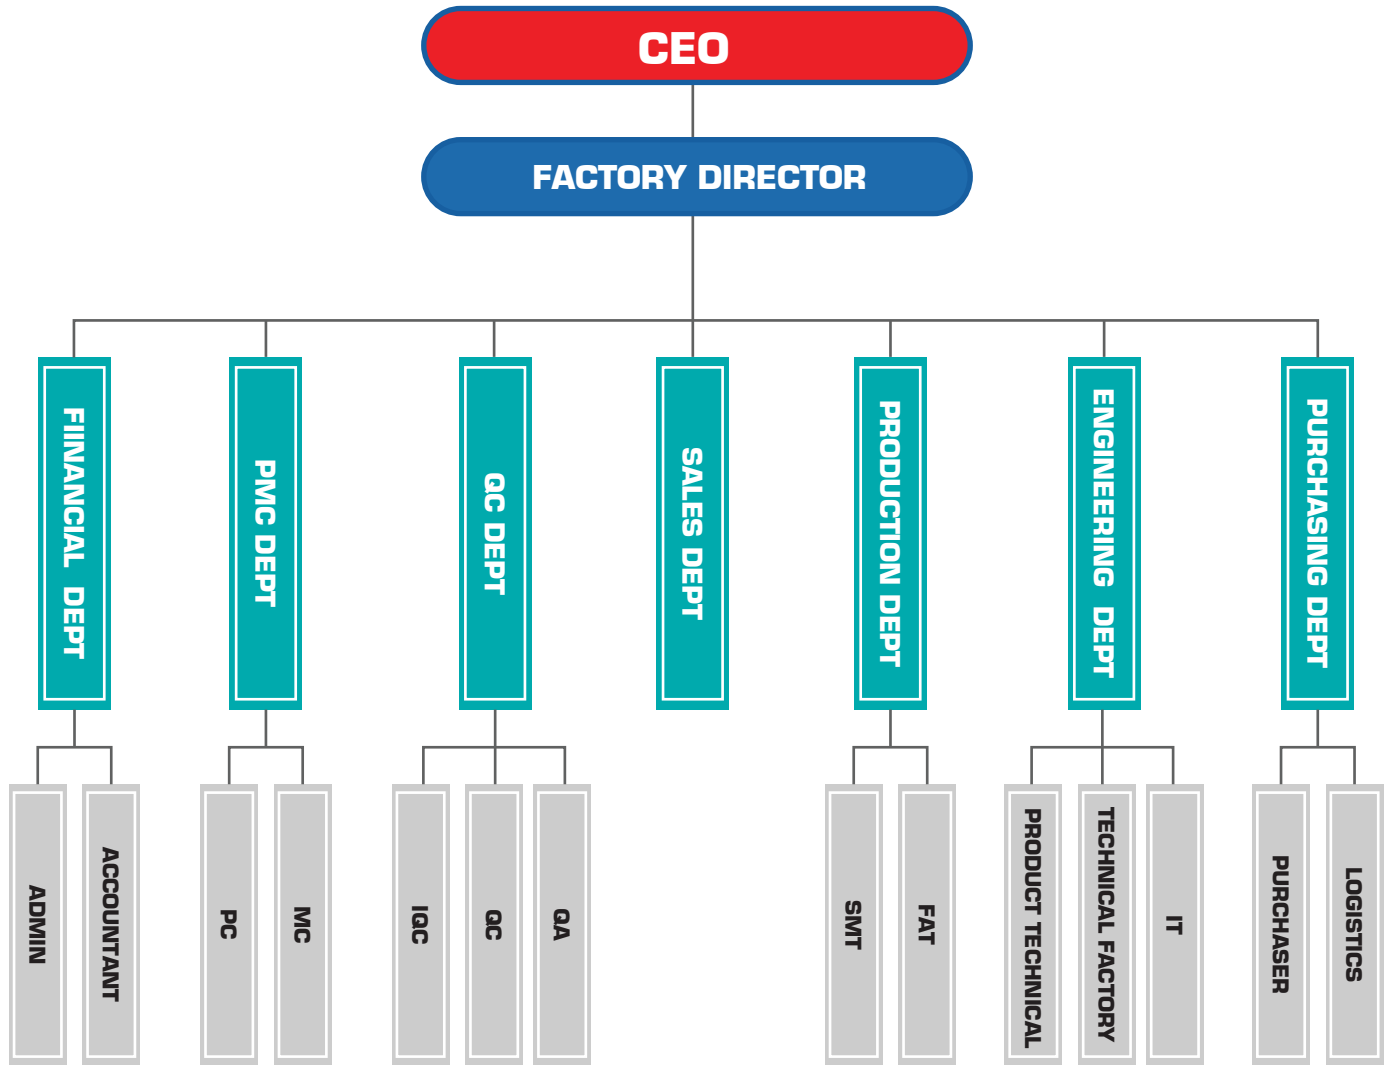 CEO
FACTORY DIRECTOR
FIINANCIAL DEPT
PMC DEPT
QC DEPT
SALES DEPT
PRODUCTION DEPT
ENGINEERING DEPT
PURCHASING DEPT
ADMIN
ACCOUNTANT
PC
MC
IQC
QC
QA
SMT
FAT
PRODUCT TECHNICAL
TECHNICAL FACTORY
IT
PURCHASER
LOGISTICS